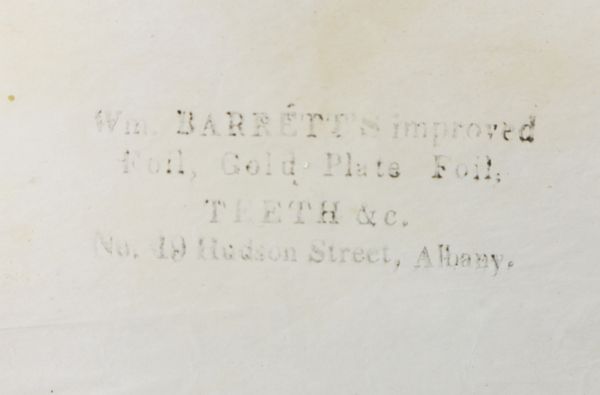 Wm. BARRETT'S improved
Foil, Gold Plate Foil,
TEETH &c.
No. 49 Hudson Street, Albany.